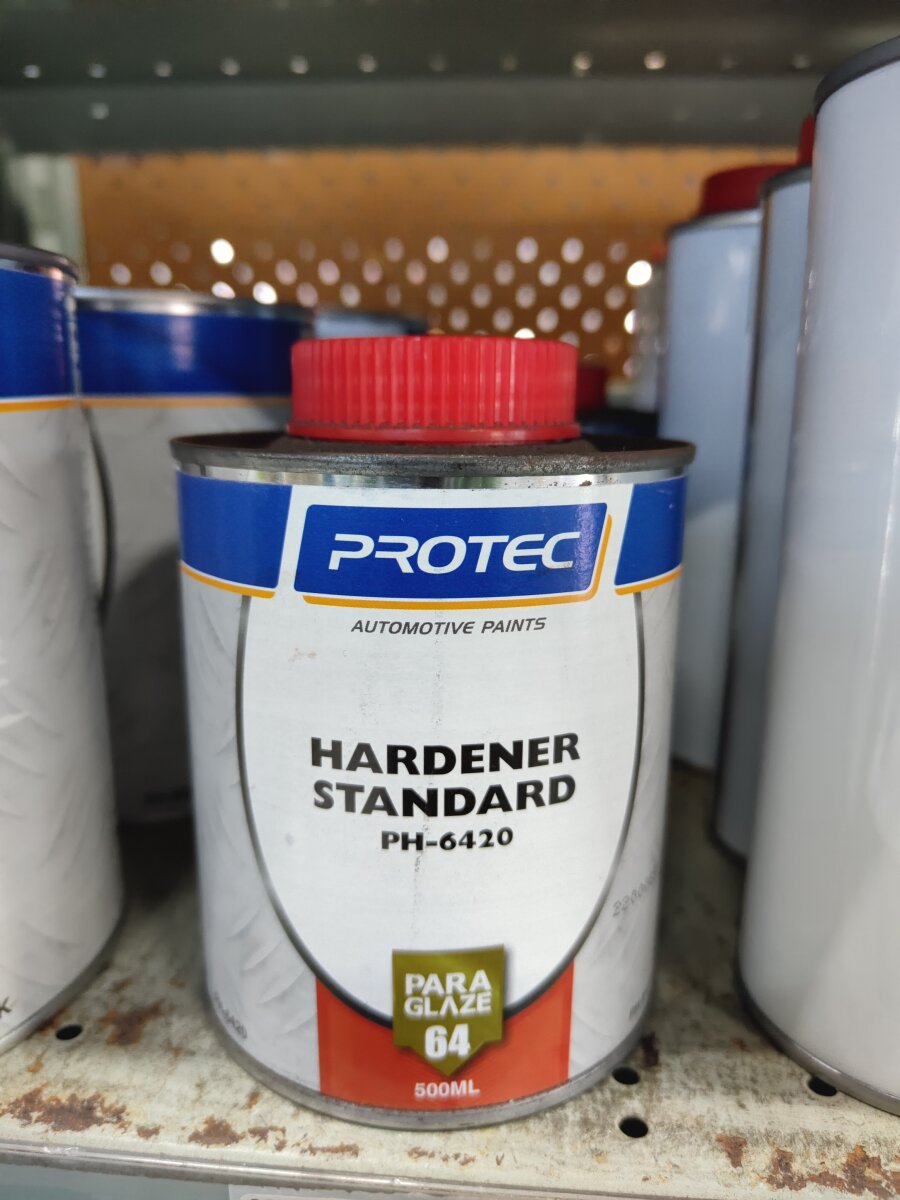 PROTEC
AUTOMOTIVE PAINTS
HARDENER
STANDARD
PH-6420
PARA
GLAZE
64
500ML